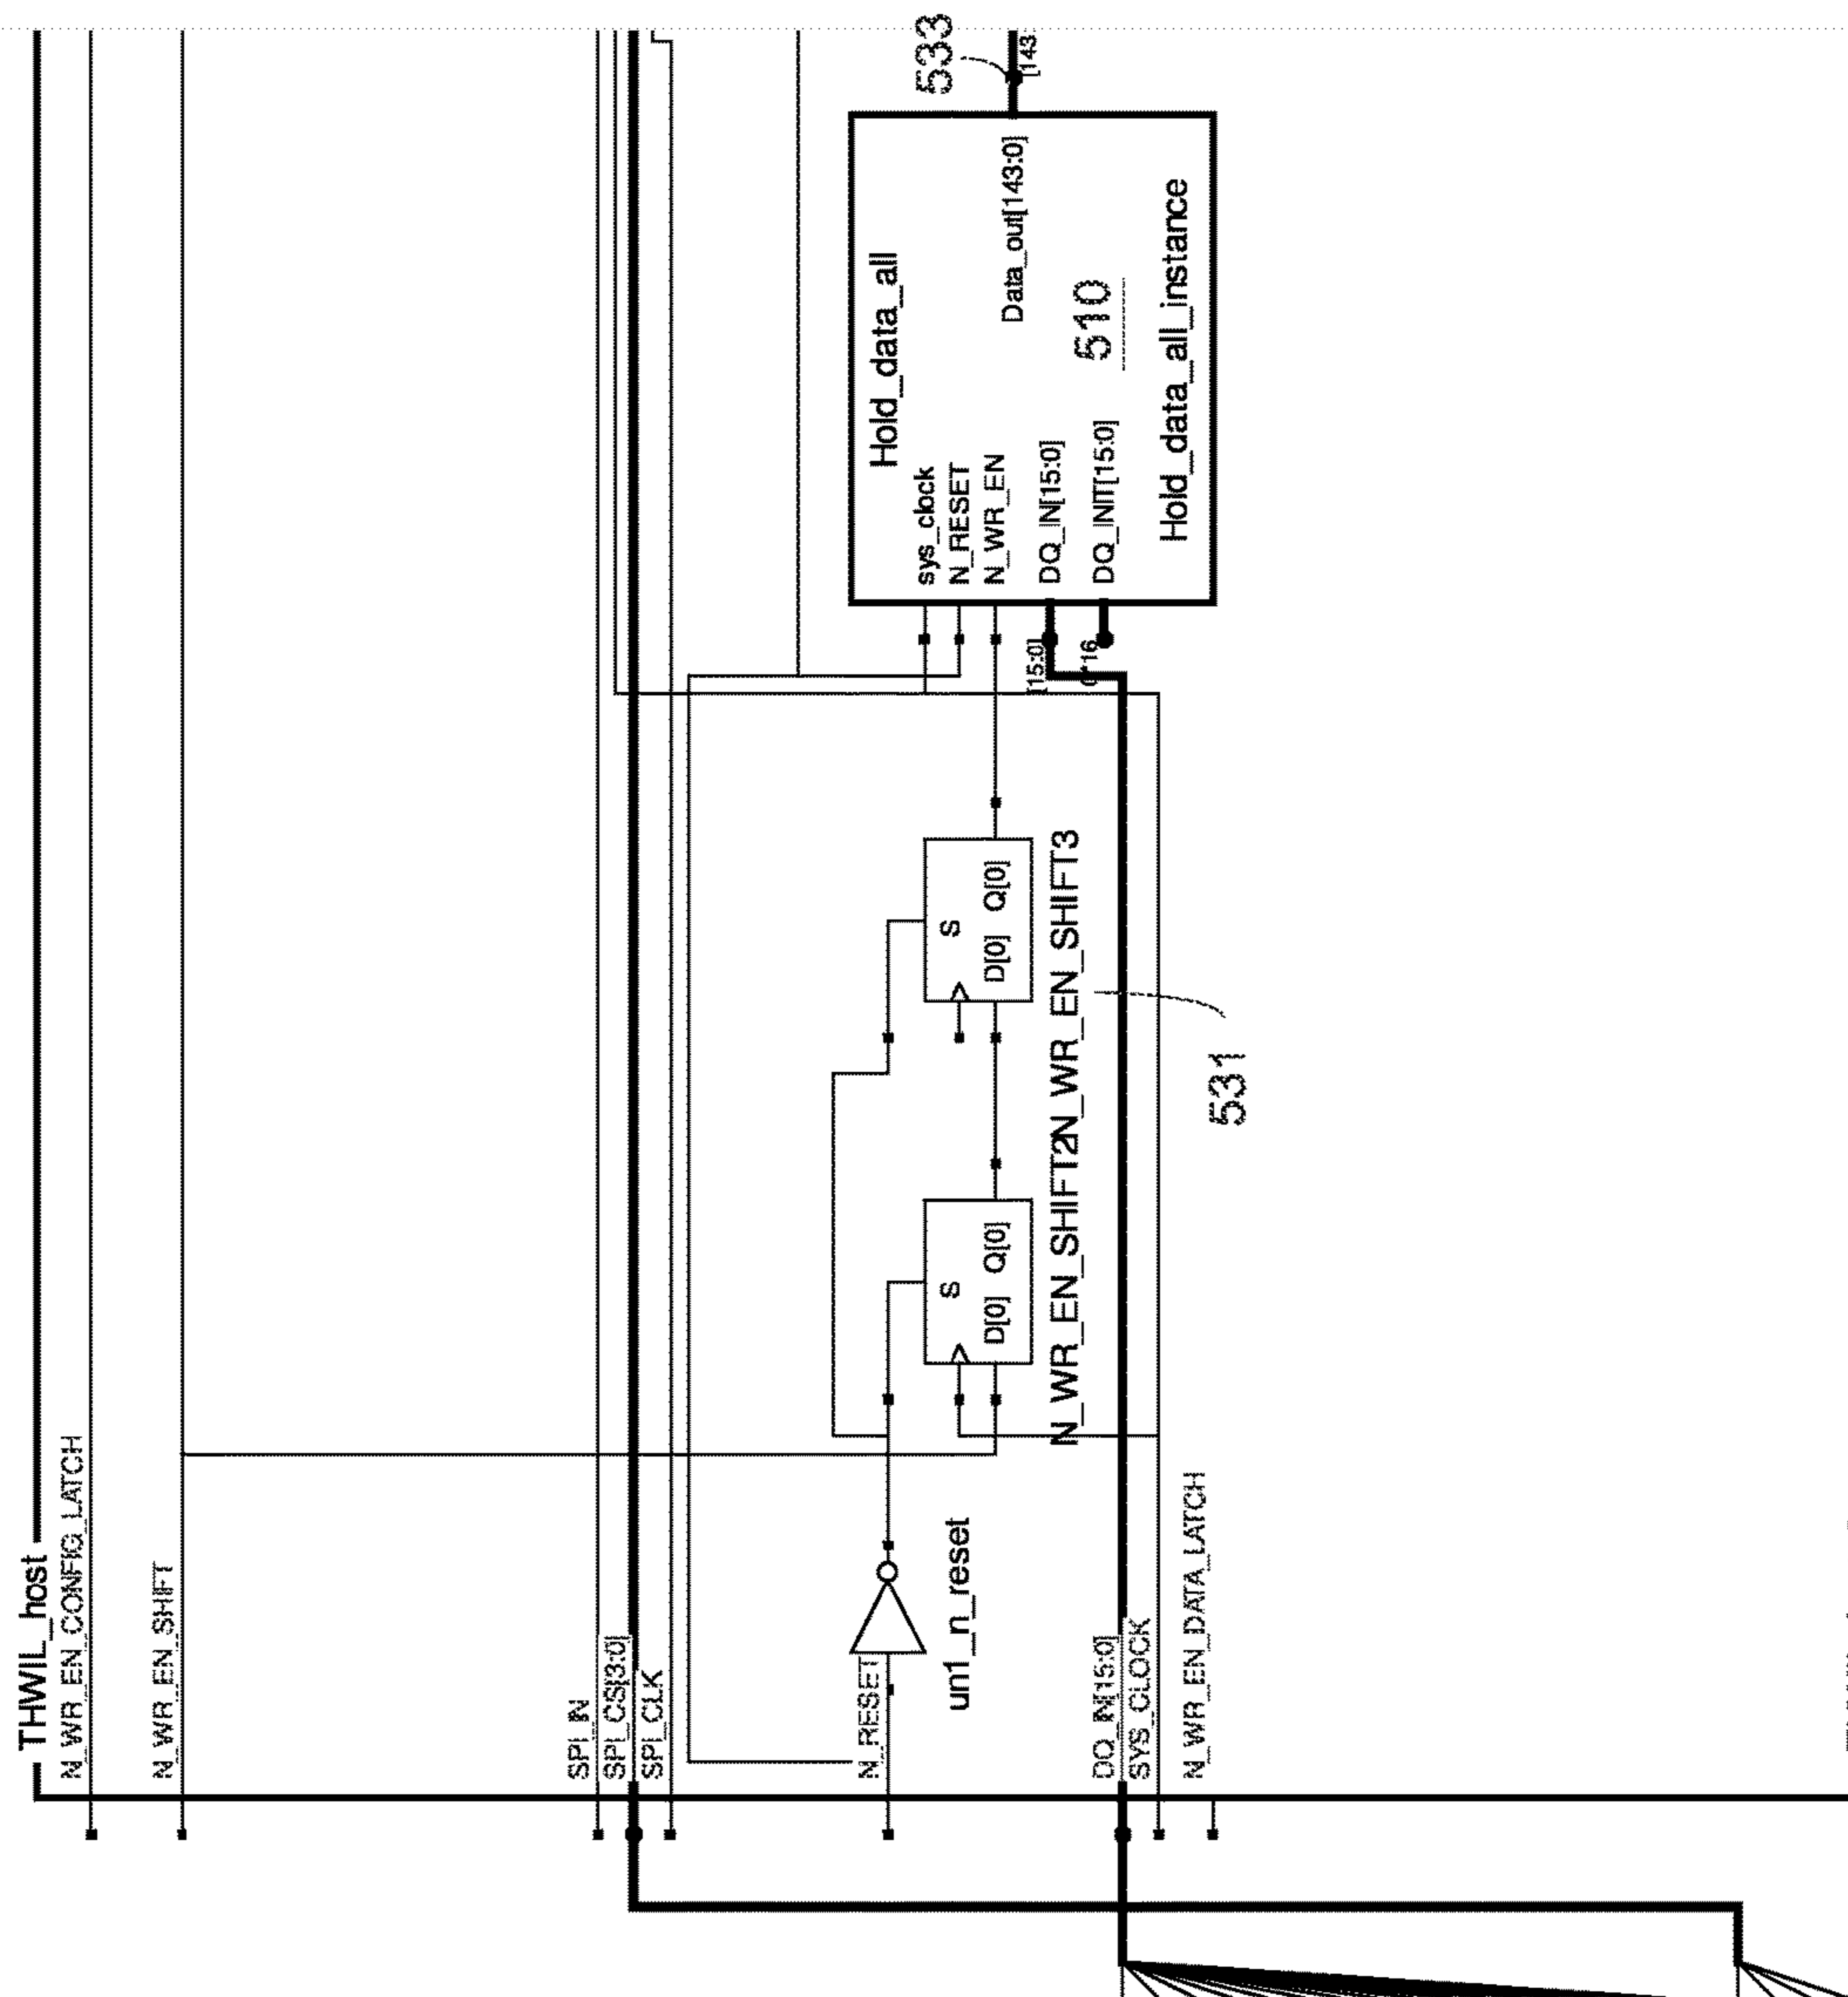 THWIL_host
N_WR_EN_CONFIG_LATCH
N_WR_EN_SHIFT
SPI_IN
SPI_CS[3:0]
SPI_CLK
N_RESET
un1_n_reset
DQ_IN[15:0]
SYS_CLOCK
N_WR_EN_DATA_LATCH
S
D[0] Q[0]
N_WR_EN_SHIFT2
S
D[0] Q[0]
N_WR_EN_SHIFT3
531
Hold_data_all
sys_clock
N_RESET
N_WR_EN
DQ_IN[15:0]
DQ_INIT[15:0]
Data_out[143:0]
510
Hold_data_all_instance
[15:0]
533
[143